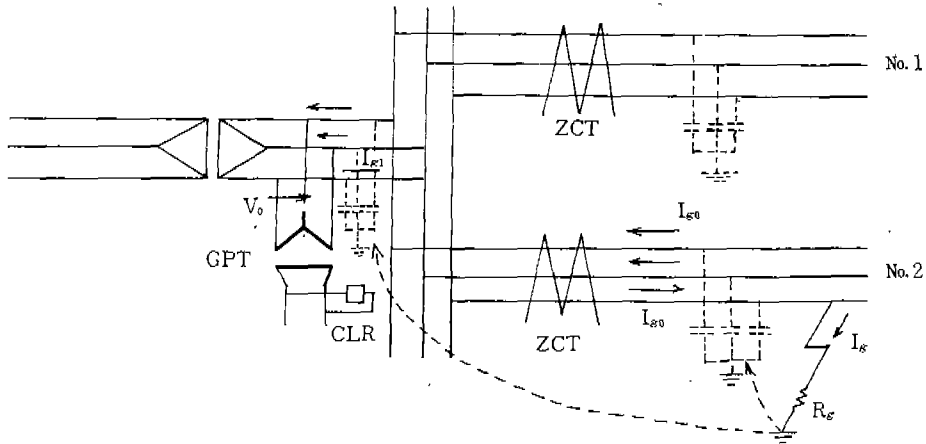 ZCT
No. 1
I_g1
V_0
GPT
CLR
I_g0
No. 2
I_g0
ZCT
I_g
R_g